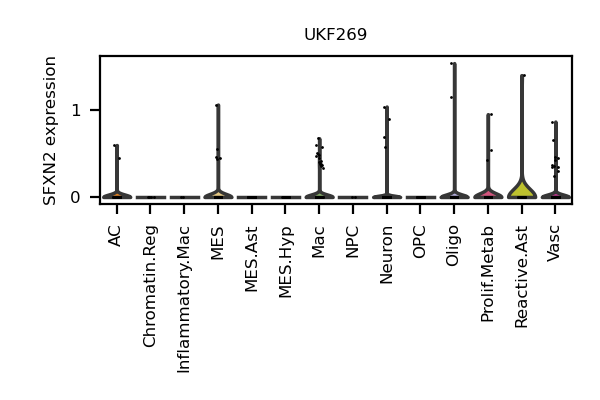 UKF269
SFXN2 expression
1
0
AC
Chromatin.Reg
Inflammatory.Mac
MES
MES.Ast
MES.Hyp
Mac
NPC
Neuron
OPC
Oligo
Prolif.Metab
Reactive.Ast
Vasc